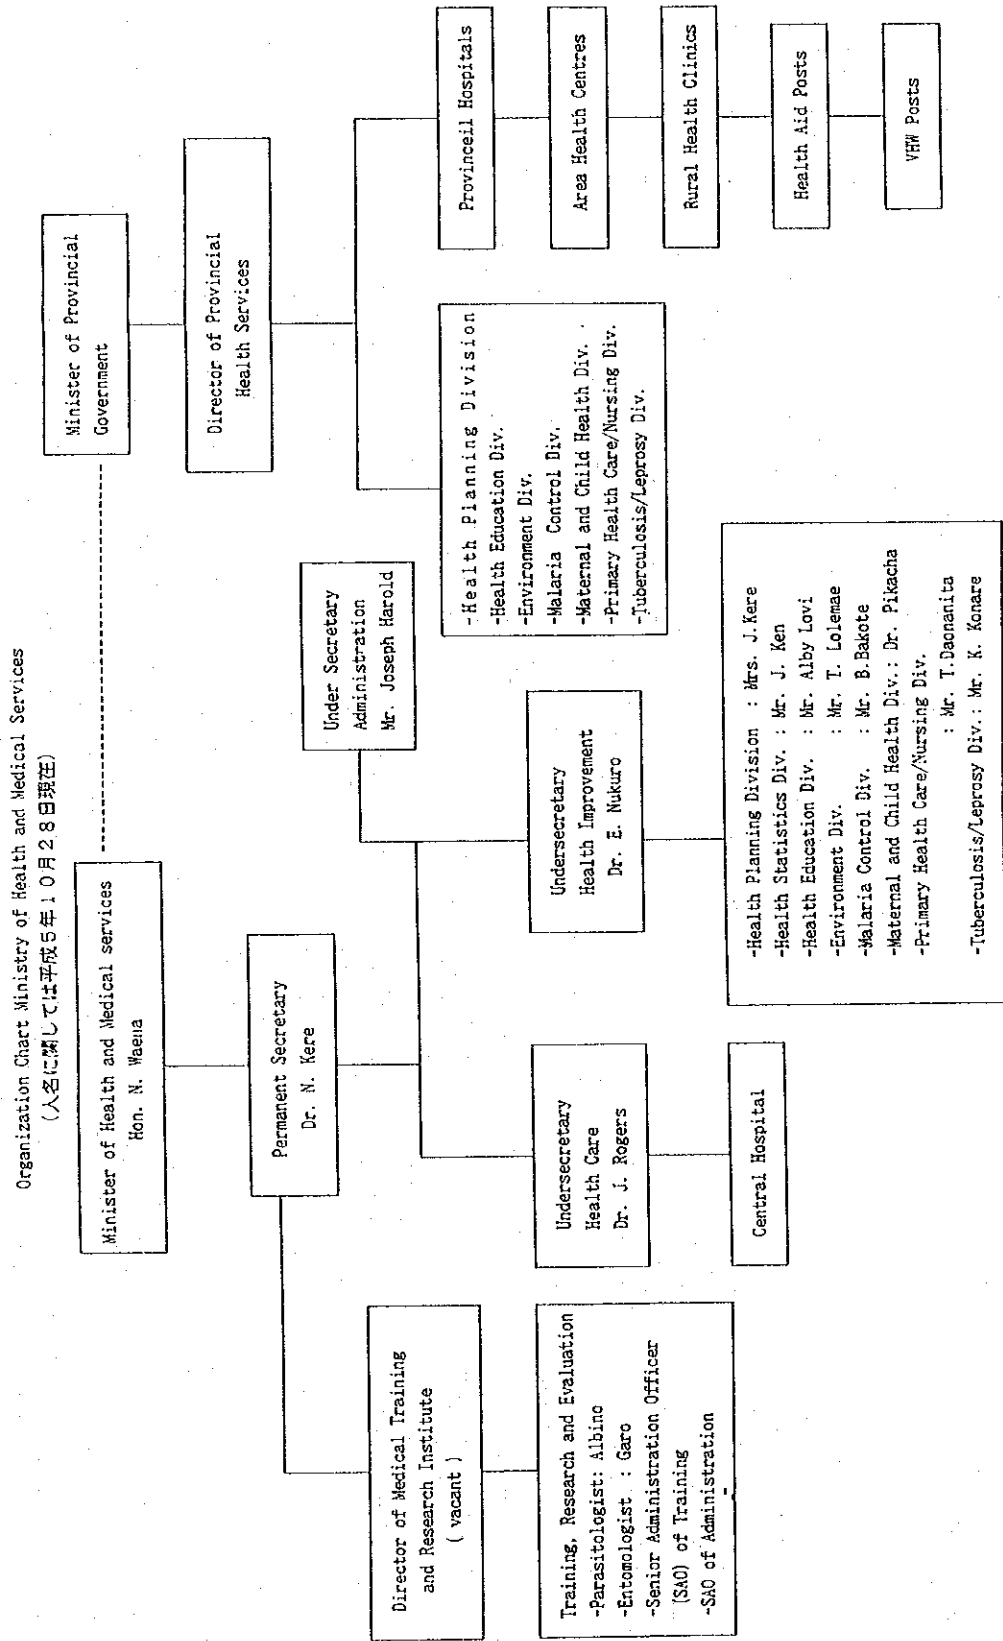 Organization Chart Ministry of Health and Medical Services
(人名に関しては平成5年10月28日現在)
Minister of Health and Medical services
Hon. N. Waena
Minister of Provincial
Government
Permanent Secretary
Dr. N. Kere
Under Secretary
Administration
Mr. Joseph Harold
Director of Provincial
Health Services
Director of Medical Training
and Research Institute
( vacant )
Training, Research and Evaluation
-Parasitologist: Albino
-Entomologist : Garo
-Senior Administration Officer
(SAO) of Training
-SAO of Administration
Undersecretary
Health Care
Dr. J. Rogers
Central Hospital
Undersecretary
Health Improvement
Dr. E. Nukuro
-Health Planning Division : Mrs. J.Kere
-Health Statistics Div. : Mr. J. Ken
-Health Education Div. : Mr. Alby Lovi
-Environment Div. : Mr. T. Lolemae
-Malaria Control Div. : Mr. B.Bakote
-Maternal and Child Health Div.: Dr. Pikacha
-Primary Health Care/Nursing Div.
: Mr. T.Daonanita
-Tuberculosis/Leprosy Div.: Mr. K. Konare
-Health Planning Division
-Health Education Div.
-Environment Div.
-Malaria Control Div.
-Maternal and Child Health Div.
-Primary Health Care/Nursing Div.
-Tuberculosis/Leprosy Div.
Provinceil Hospitals
Area Health Centres
Rural Health Clinics
Health Aid Posts
VHW Posts